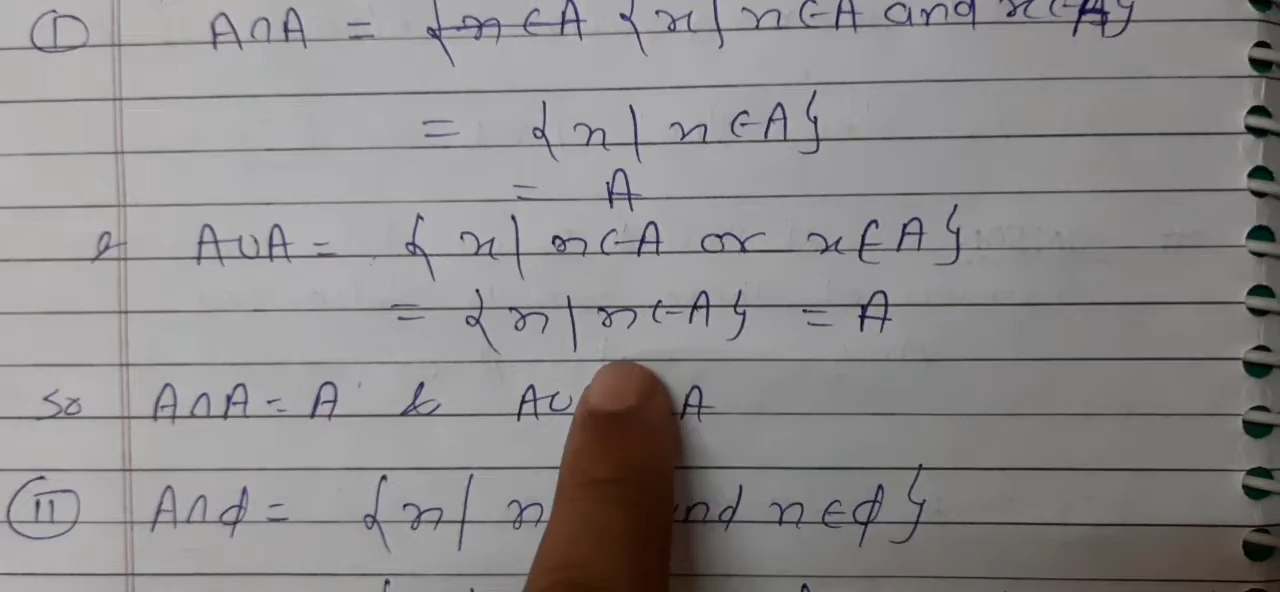 (I) A∩A = {x∈A {x | x∈A and x∈A}
= {x | x∈A}
= A
& A∪A = {x | x∈A or x∈A}
= {x | x∈A} = A
So A∩A = A & A∪ A
(II) A∩ϕ = {x | x nd x∈ϕ}